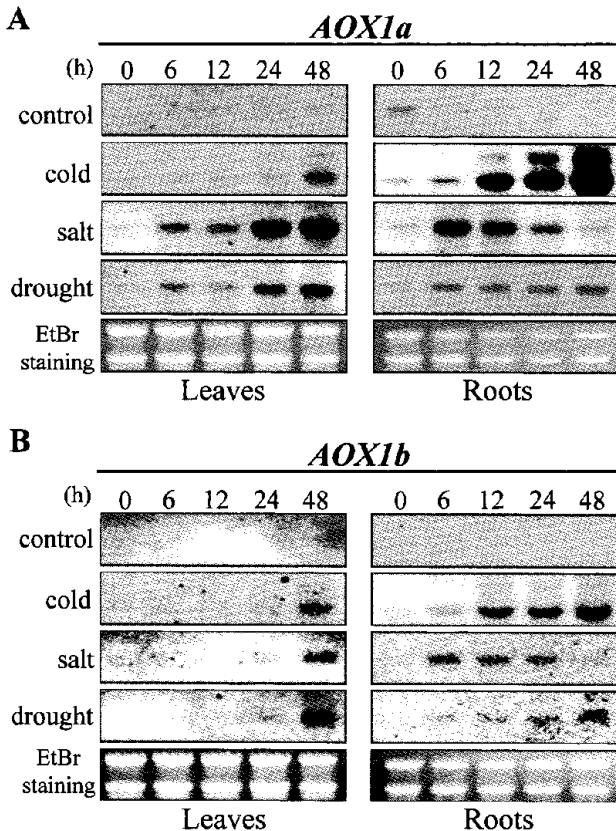 A
AOX1a
(h) 0 6 12 24 48 0 6 12 24 48
control
cold
salt
drought
EtBr
staining
Leaves Roots
B
AOX1b
(h) 0 6 12 24 48 0 6 12 24 48
control
cold
salt
drought
EtBr
staining
Leaves Roots